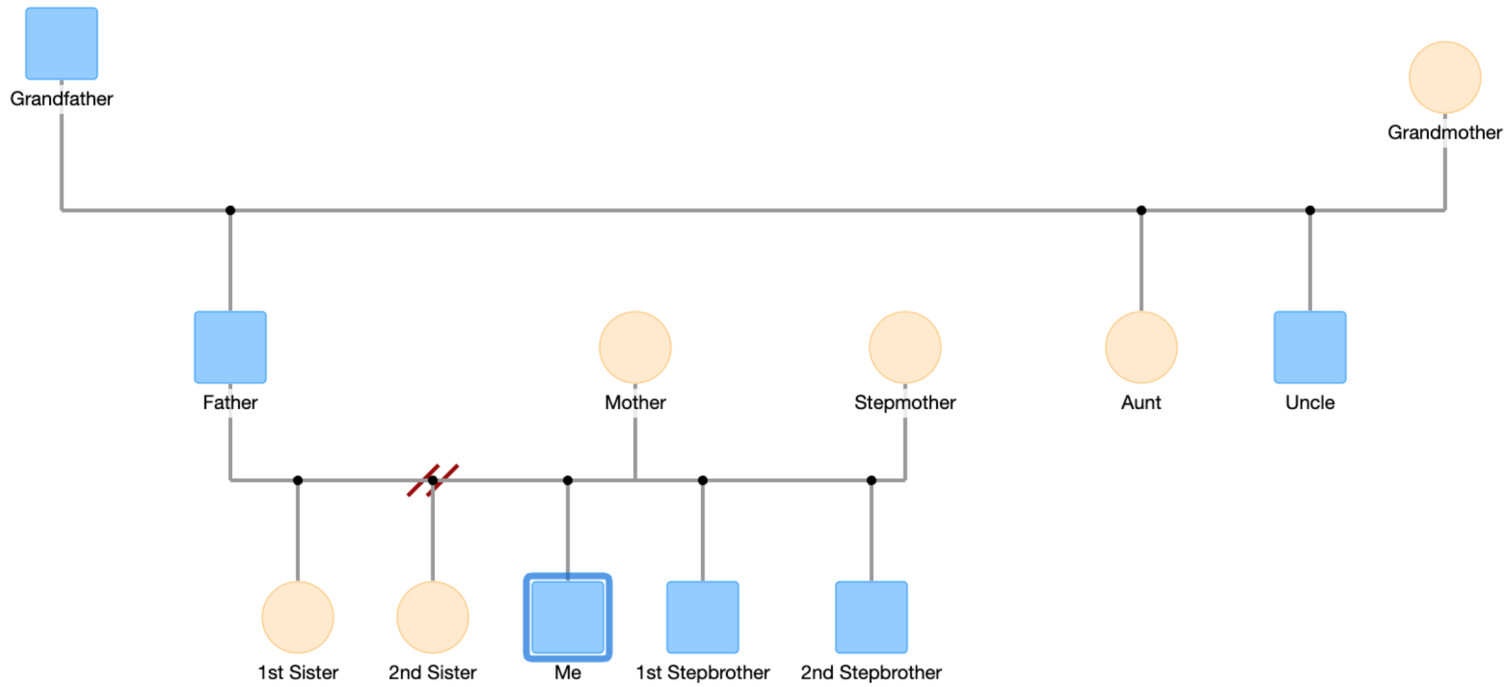 Grandfather
Grandmother
Father
Mother
Stepmother
Aunt
Uncle
1st Sister
2nd Sister
Me
1st Stepbrother
2nd Stepbrother